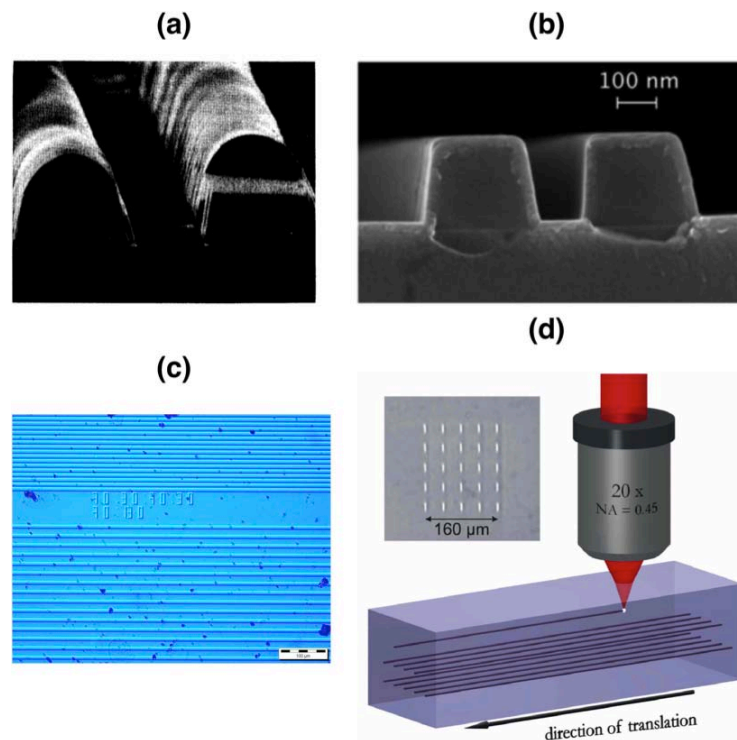 (a)
(b)
100 nm
(c)
(d)
160 µm
20 x
NA = 0.45
direction of translation